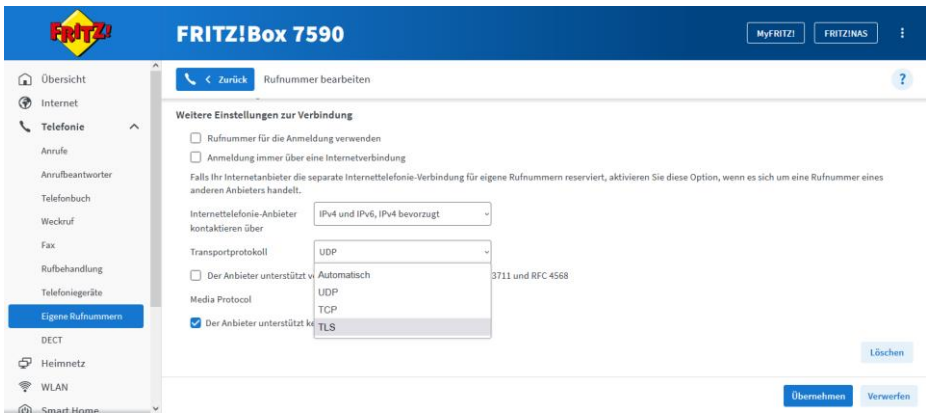 FRITZ!
FRITZ!Box 7590
MyFRITZ!
FRITZ!NAS
Übersicht
Internet
Telefonie
Anrufe
Anrufbeantworter
Telefonbuch
Weckruf
Fax
Rufbehandlung
Telefoniegeräte
Eigene Rufnummern
DECT
Heimnetz
WLAN
Smart Home
< Zurück
Rufnummer bearbeiten
?
Weitere Einstellungen zur Verbindung
Rufnummer für die Anmeldung verwenden
Anmeldung immer über eine Internetverbindung
Falls Ihr Internetanbieter die separate Internettelefonie-Verbindung für eigene Rufnummern reserviert, aktivieren Sie diese Option, wenn es sich um eine Rufnummer eines
anderen Anbieters handelt.
Internettelefonie-Anbieter
kontaktieren über
IPv4 und IPv6, IPv4 bevorzugt
Transportprotokoll
UDP
Der Anbieter unterstützt v
3711 und RFC 4568
Automatisch
UDP
TCP
TLS
Media Protocol
Der Anbieter unterstützt ke
Löschen
Übernehmen
Verwerfen